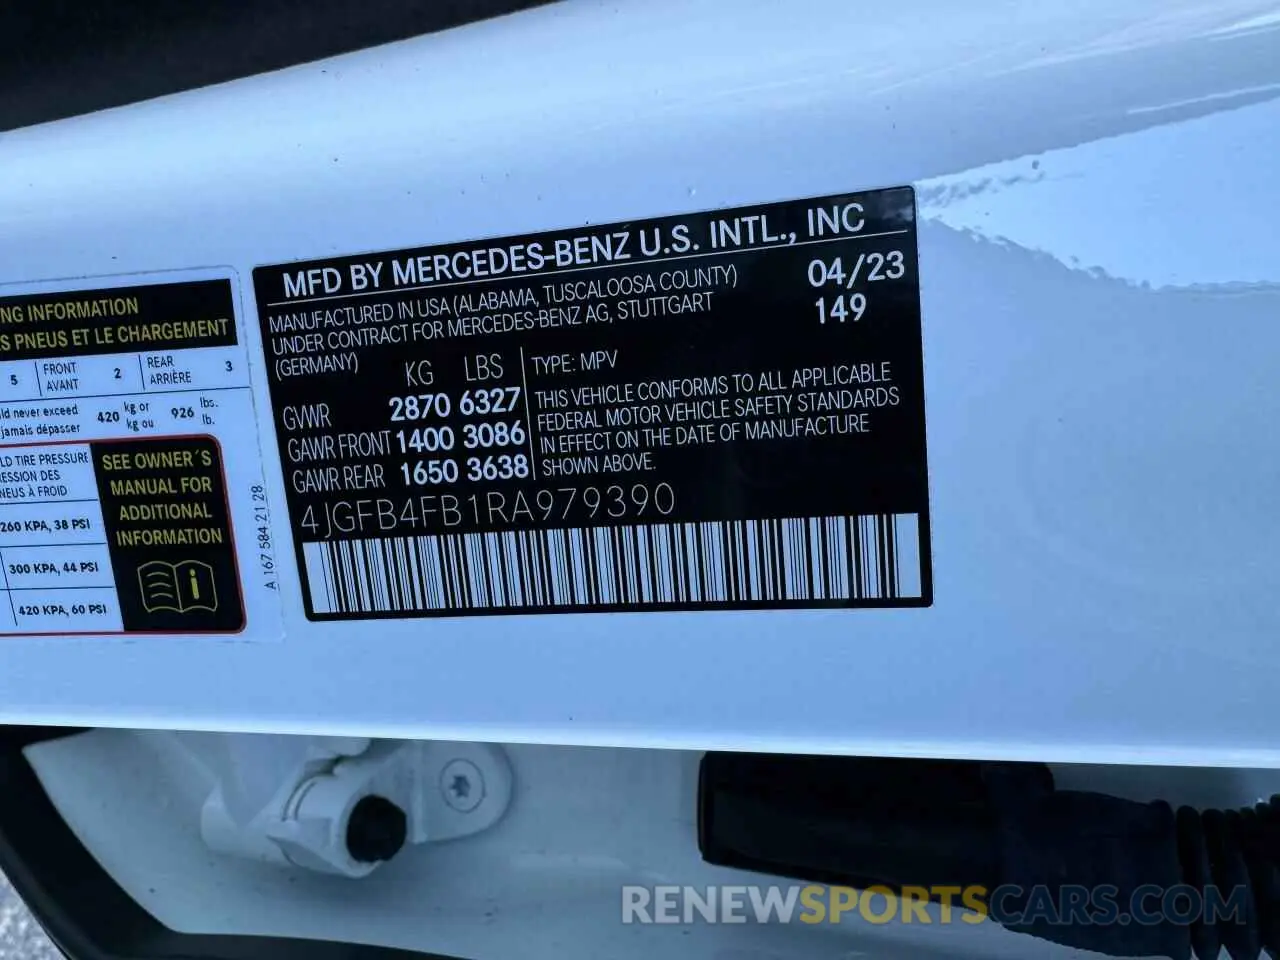 MFD BY MERCEDES-BENZ U.S. INTL., INC
MANUFACTURED IN USA (ALABAMA, TUSCALOOSA COUNTY)
UNDER CONTRACT FOR MERCEDES-BENZ AG, STUTTGART
(GERMANY)
04/23
149
KG LBS
GVWR 2870 6327
GAWR FRONT 1400 3086
GAWR REAR 1650 3638
TYPE: MPV
THIS VEHICLE CONFORMS TO ALL APPLICABLE
FEDERAL MOTOR VEHICLE SAFETY STANDARDS
IN EFFECT ON THE DATE OF MANUFACTURE
SHOWN ABOVE.
4JGFB4FB1RA979390
INFORMATION
PNEUS ET LE CHARGEMENT
5 FRONT AVANT 2 REAR ARRIÈRE 3
never exceed 420 kg or 926 lbs.
jamais dépasser kg ou lb.
TIRE PRESSURE
DES
À FROID
260 KPA, 38 PSI
300 KPA, 44 PSI
420 KPA, 60 PSI
SEE OWNER´S
MANUAL FOR
ADDITIONAL
INFORMATION
A 167 584 21 28
RENEWSPORTSCARS.COM